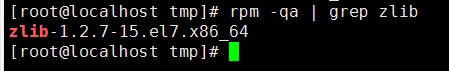 [root@localhost tmp]# rpm -qa | grep zlib
zlib-1.2.7-15.el7.x86_64
[root@localhost tmp]#